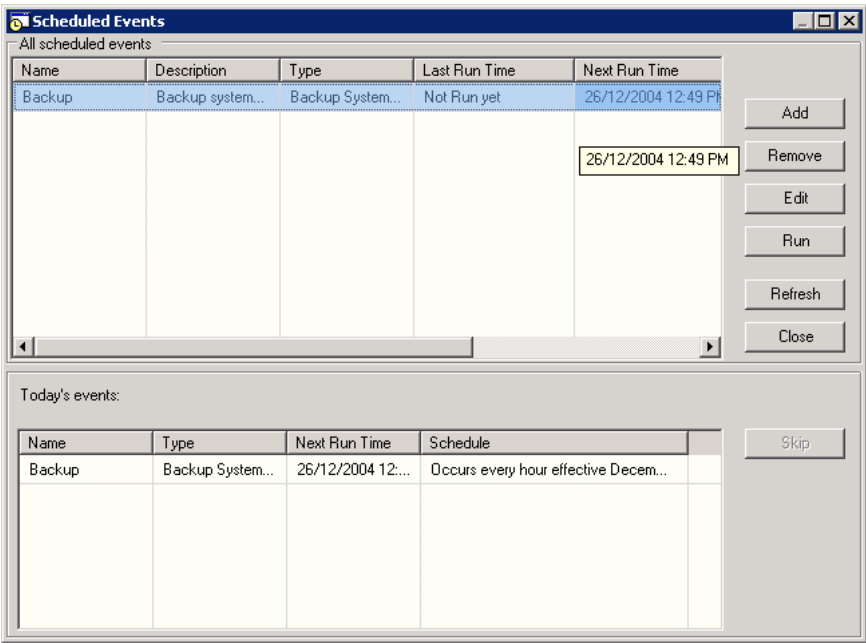 Scheduled Events
All scheduled events
Name Description Type Last Run Time Next Run Time
Backup Backup system... Backup System... Not Run yet 26/12/2004 12:49 PM
26/12/2004 12:49 PM
Add
Remove
Edit
Run
Refresh
Close
Today's events:
Name Type Next Run Time Schedule
Backup Backup System... 26/12/2004 12:... Occurs every hour effective Decem...
Skip